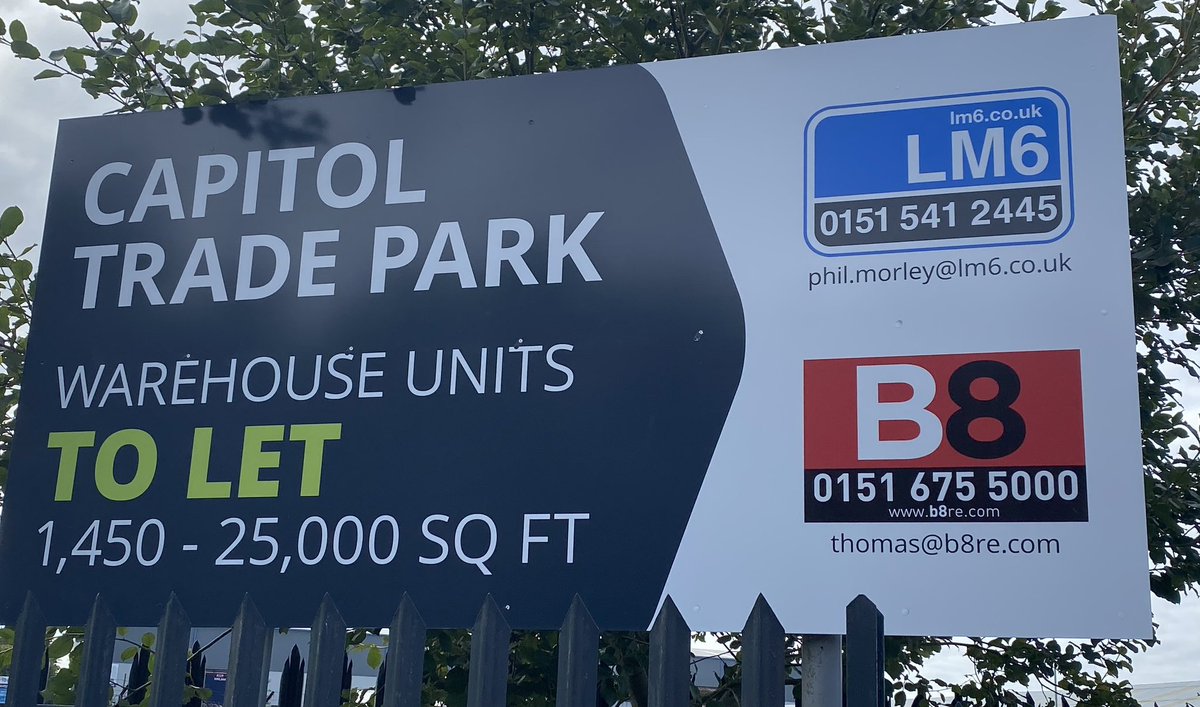 CAPITOL
TRADE PARK
WAREHOUSE UNITS
TO LET
1,450 - 25,000 SQ FT
lm6.co.uk
LM6
0151 541 2445
phil.morley@lm6.co.uk
B8
0151 675 5000
www.b8re.com
thomas@b8re.com